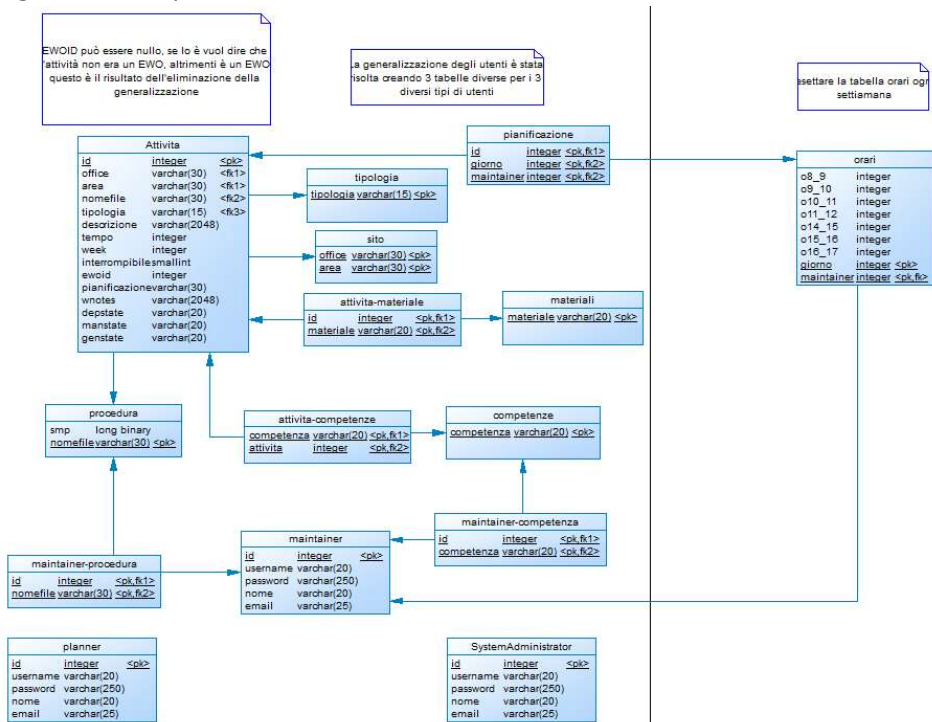 EWOID può essere nullo, se lo è vuol dire che
l'attività non era un EWO, altrimenti è un EWO
questo è il risultato dell'eliminazione della
generalizzazione
La generalizzazione degli utenti è stata
risolta creando 3 tabelle diverse per i 3
diversi tipi di utenti
resettare la tabella orari ogni
settiamana
Attivita
id integer <pk>
office varchar(30) <fk1>
area varchar(30) <fk1>
nomefile varchar(30) <fk2>
tipologia varchar(15) <fk3>
descrizione varchar(2048)
tempo integer
week integer
interrompibile smallint
ewoid integer
pianificazione varchar(30)
wnotes varchar(2048)
depstate varchar(20)
manstate varchar(20)
genstate varchar(20)
pianificazione
id integer <pk,fk1>
giorno integer <pk,fk2>
maintainer integer <pk,fk2>
orari
o8_9 integer
o9_10 integer
o10_11 integer
o11_12 integer
o14_15 integer
o15_16 integer
o16_17 integer
giorno integer <pk>
maintainer integer <pk,fk>
tipologia
tipologia varchar(15) <pk>
sito
office varchar(30) <pk>
area varchar(30) <pk>
attivita-materiale
id integer <pk,fk1>
materiale varchar(20) <pk,fk2>
materiali
materiale varchar(20) <pk>
procedura
smp long binary
nomefile varchar(30) <pk>
attivita-competenze
competenza varchar(20) <pk,fk1>
attivita integer <pk,fk2>
competenze
competenza varchar(20) <pk>
maintainer-competenza
id integer <pk,fk1>
competenza varchar(20) <pk,fk2>
maintainer
id integer <pk>
username varchar(20)
password varchar(250)
nome varchar(20)
email varchar(25)
maintainer-procedura
id integer <pk,fk1>
nomefile varchar(30) <pk,fk2>
planner
id integer <pk>
username varchar(20)
password varchar(250)
nome varchar(20)
email varchar(25)
SystemAdministrator
id integer <pk>
username varchar(20)
password varchar(250)
nome varchar(20)
email varchar(25)